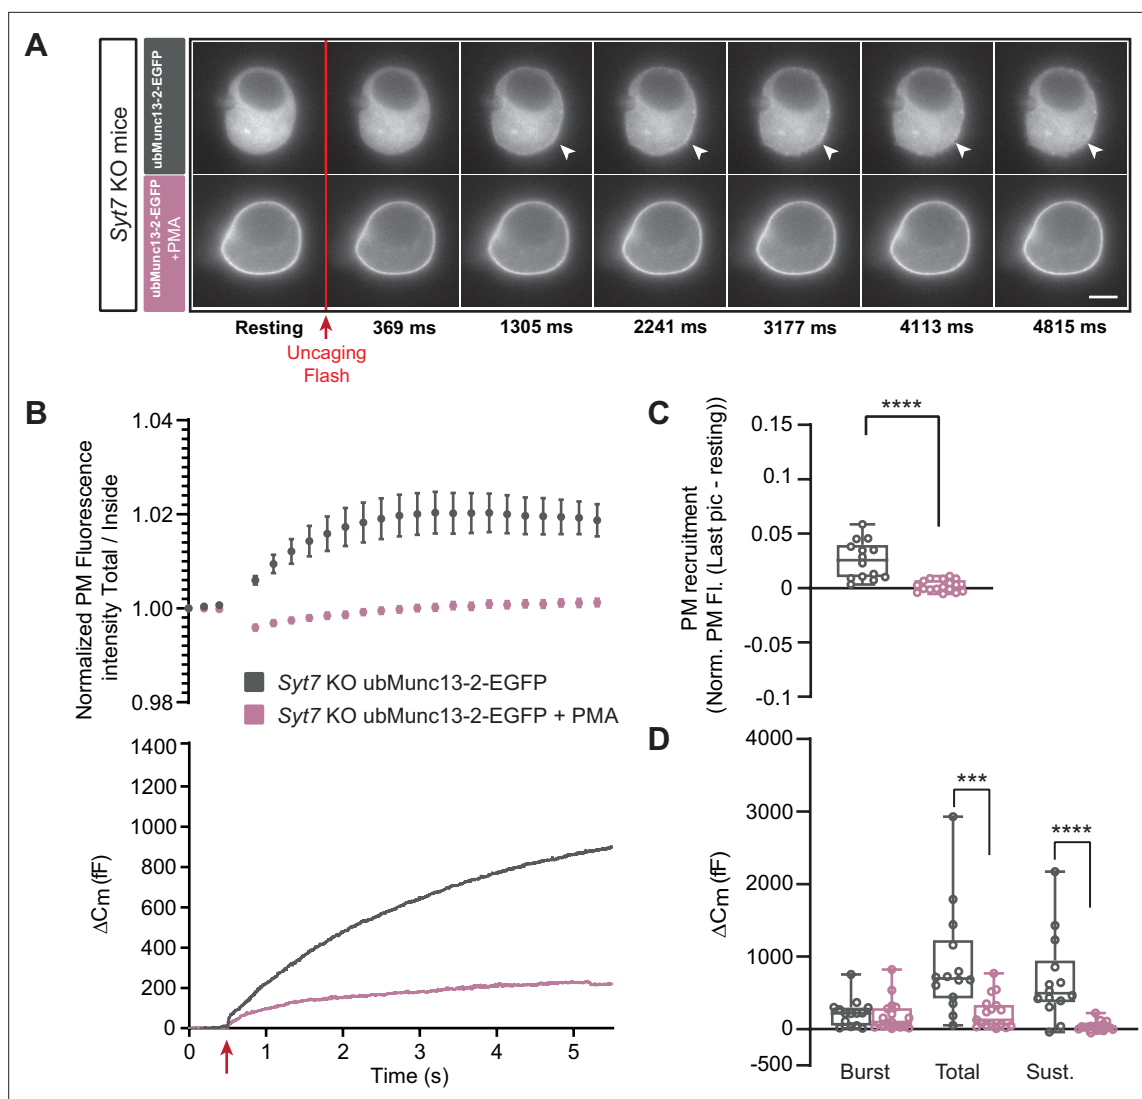 A
Syt7 KO mice
ubMunc13-2-EGFP
ubMunc13-2-EGFP
+PMA
Resting 369 ms 1305 ms 2241 ms 3177 ms 4113 ms 4815 ms
Uncaging
Flash
B
Normalized PM Fluorescence
intensity Total / Inside
1.04
1.02
1.00
0.98
Syt7 KO ubMunc13-2-EGFP
Syt7 KO ubMunc13-2-EGFP + PMA
ΔCm (fF)
1400
1200
1000
800
600
400
200
0
0 1 2 3 4 5
Time (s)
C
PM recruitment
(Norm. PM Fl. (Last pic - resting))
0.15
0.1
0.05
0
-0.05
-0.1
****
D
ΔCm (fF)
4000
3000
2000
1000
0
-500
***
****
Burst Total Sust.